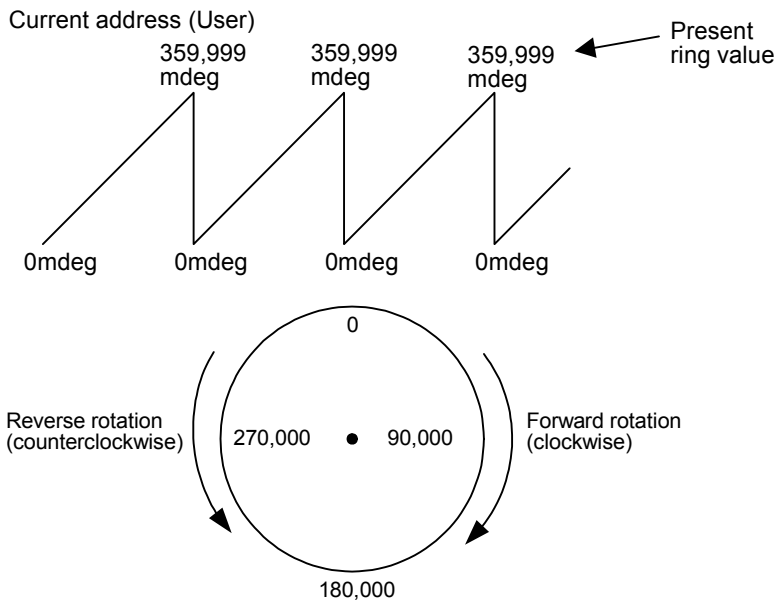 Current address (User)
359,999
mdeg
359,999
mdeg
359,999
mdeg
Present
ring value
0mdeg
0mdeg
0mdeg
0mdeg
0
Reverse rotation
(counterclockwise)
270,000
90,000
Forward rotation
(clockwise)
180,000